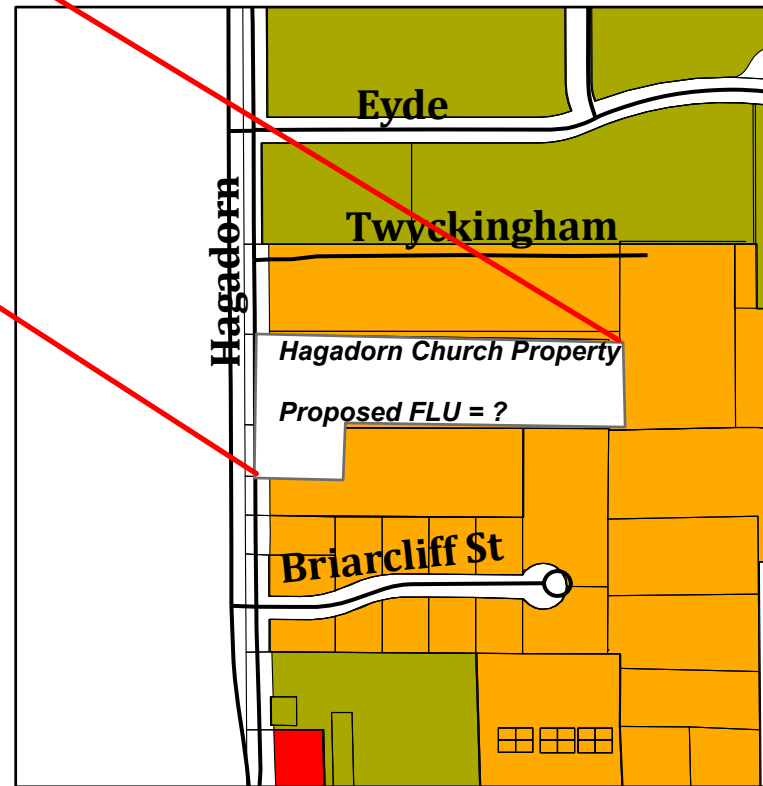 Eyde
Twyckingham
Hagadorn
Hagadorn Church Property
Proposed FLU = ?
Briarcliff St